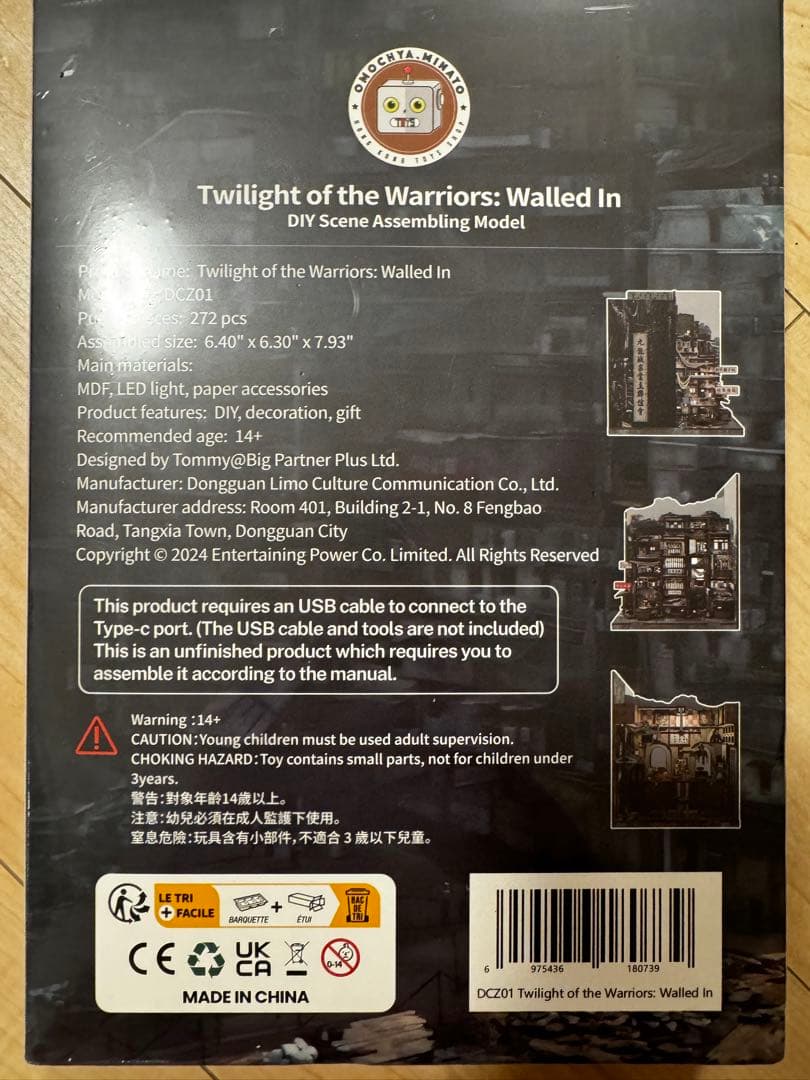 OMOCHYA.MINATO
HONG KONG TOYS SHOP
Twilight of the Warriors: Walled In
DIY Scene Assembling Model
Twilight of the Warriors: Walled In
DCZ01
272 pcs
Assembled size: 6.40" x 6.30" x 7.93"
Main materials:
MDF, LED light, paper accessories
Product features: DIY, decoration, gift
Recommended age: 14+
Designed by Tommy@Big Partner Plus Ltd.
Manufacturer: Dongguan Limo Culture Communication Co., Ltd.
Manufacturer address: Room 401, Building 2-1, No. 8 Fengbao
Road, Tangxia Town, Dongguan City
Copyright © 2024 Entertaining Power Co. Limited. All Rights Reserved
This product requires an USB cable to connect to the
Type-c port. (The USB cable and tools are not included)
This is an unfinished product which requires you to
assemble it according to the manual.
Warning :14+
CAUTION:Young children must be used adult supervision.
CHOKING HAZARD:Toy contains small parts, not for children under
3years.
警告:對象年齡14歲以上。
注意:幼兒必須在成人監護下使用。
窒息危險:玩具含有小部件,不適合 3 歲以下兒童。
LE TRI
+ FACILE
BARQUETTE
+
ÉTUI
BAC
DE
TRI
CE
UK
CA
0-14
MADE IN CHINA
6 975436 180739
DCZ01 Twilight of the Warriors: Walled In